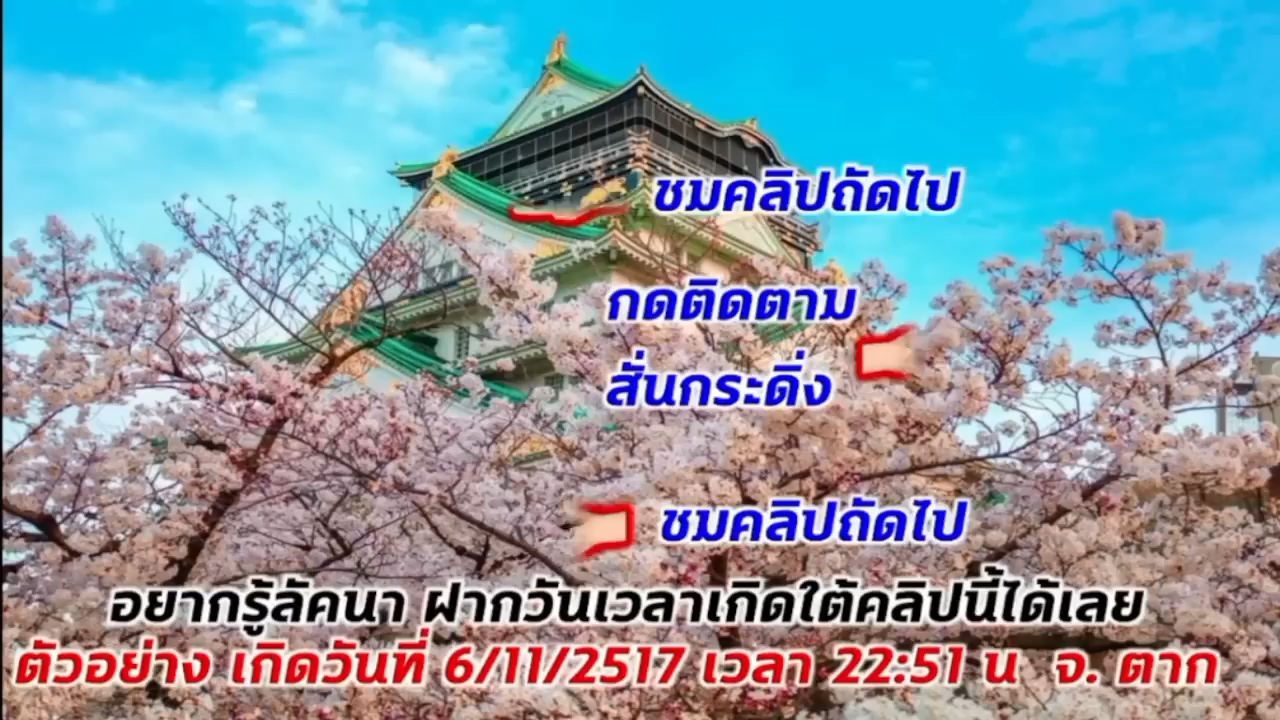 ชมคลิปถัดไป
กดติดตาม
สั่นกระดิ่ง
ชมคลิปถัดไป
อยากรู้ลัคนา ฝากวันเวลาเกิดใต้คลิปนี้ได้เลย
ตัวอย่าง เกิดวันที่ 6/11/2517 เวลา 22:51 น จ. ตาก